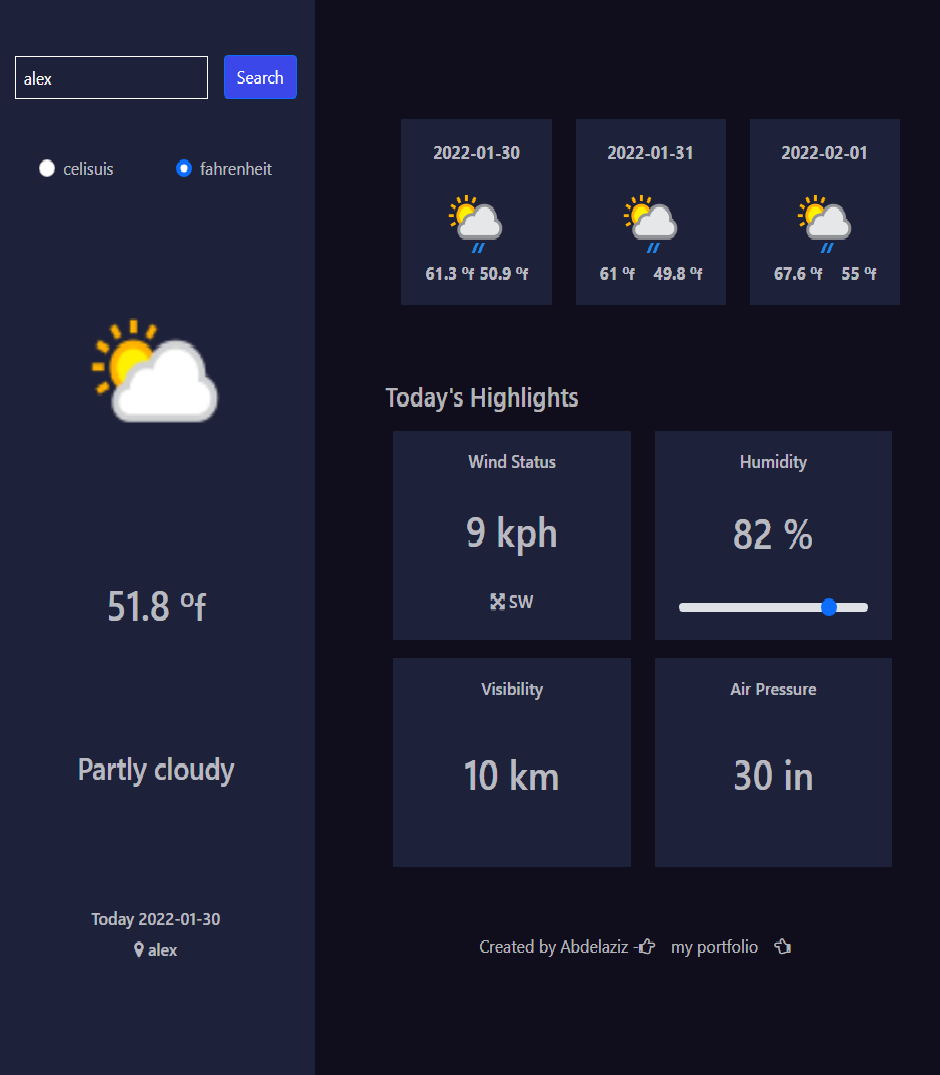 alex
Search
celisuis
fahrenheit
51.8 ºf
Partly cloudy
Today 2022-01-30
alex
2022-01-30
61.3 ºf 50.9 ºf
2022-01-31
61 ºf 49.8 ºf
2022-02-01
67.6 ºf 55 ºf
Today's Highlights
Wind Status
9 kph
SW
Humidity
82 %
Visibility
10 km
Air Pressure
30 in
Created by Abdelaziz - my portfolio